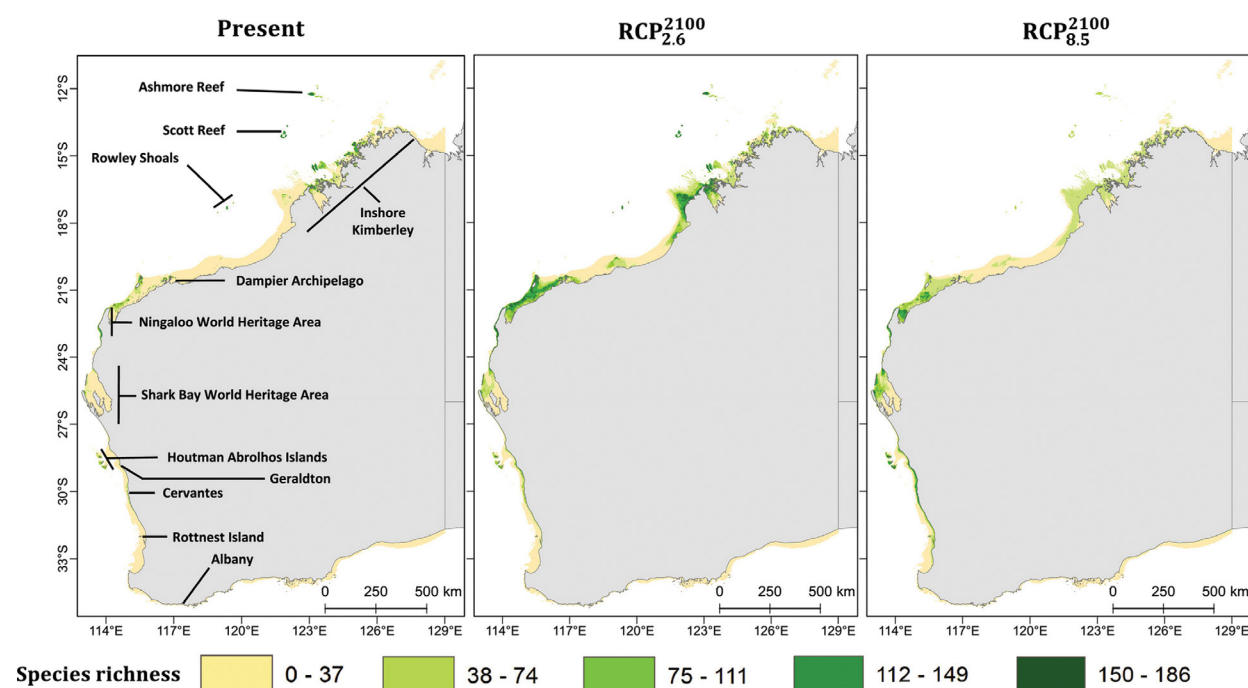 Present
RCP2.6^2100
RCP8.5^2100
12°S
15°S
18°S
21°S
24°S
27°S
30°S
33°S
Ashmore Reef
Scott Reef
Rowley Shoals
Inshore
Kimberley
Dampier Archipelago
Ningaloo World Heritage Area
Shark Bay World Heritage Area
Houtman Abrolhos Islands
Geraldton
Cervantes
Rottnest Island
Albany
0 250 500 km
0 250 500 km
0 250 500 km
114°E 117°E 120°E 123°E 126°E 129°E
114°E 117°E 120°E 123°E 126°E 129°E
114°E 117°E 120°E 123°E 126°E 129°E
Species richness 0 - 37 38 - 74 75 - 111 112 - 149 150 - 186